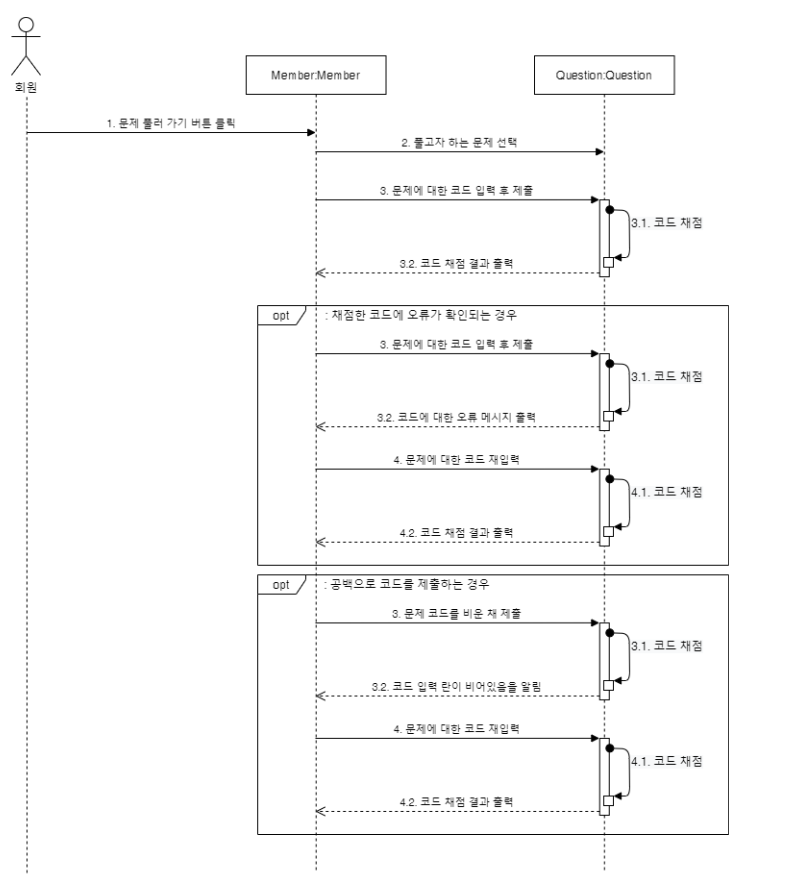 회원
Member:Member
Question:Question
1. 문제 풀러 가기 버튼 클릭
2. 풀고자 하는 문제 선택
3. 문제에 대한 코드 입력 후 제출
3.1. 코드 채점
3.2. 코드 채점 결과 출력
opt : 채점한 코드에 오류가 확인되는 경우
3. 문제에 대한 코드 입력 후 제출
3.1. 코드 채점
3.2. 코드에 대한 오류 메시지 출력
4. 문제에 대한 코드 재입력
4.1. 코드 채점
4.2. 코드 채점 결과 출력
opt : 공백으로 코드를 제출하는 경우
3. 문제 코드를 비운 채 제출
3.1. 코드 채점
3.2. 코드 입력 란이 비어있음을 알림
4. 문제에 대한 코드 재입력
4.1. 코드 채점
4.2. 코드 채점 결과 출력